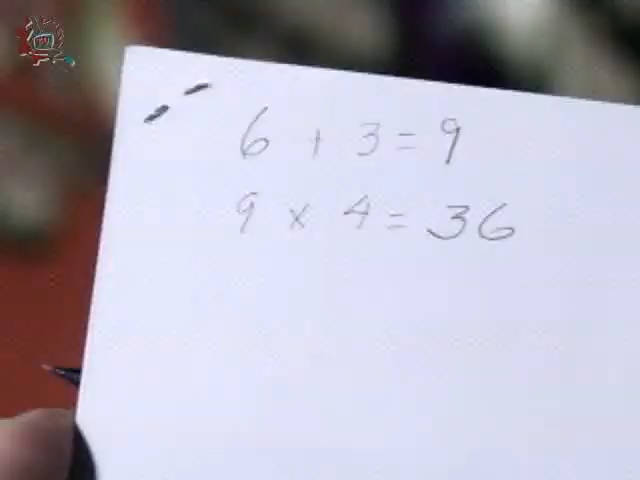 6 + 3 = 9
9 x 4 = 36